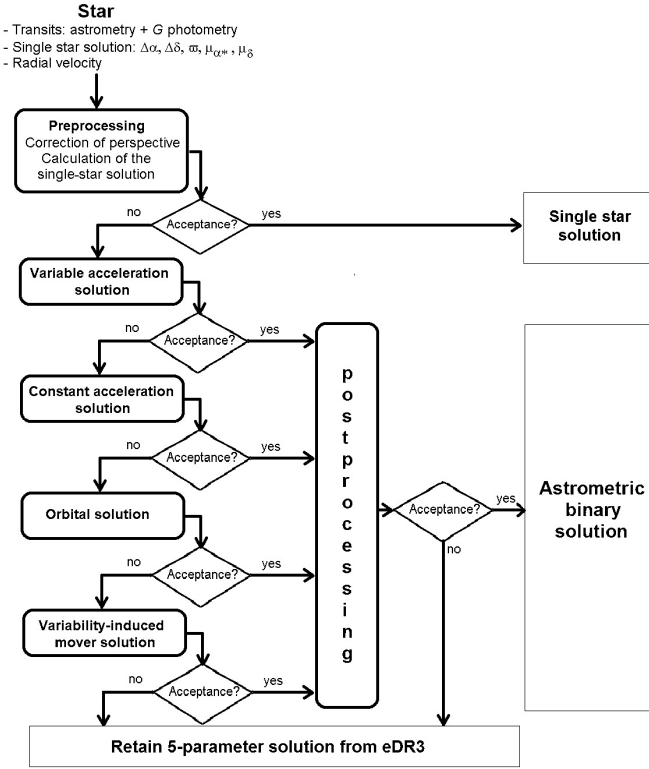 Star
- Transits: astrometry + G photometry
- Single star solution: Δα, Δδ, ϖ, μα*, μδ
- Radial velocity
Preprocessing
Correction of perspective
Calculation of the
single-star solution
no
Acceptance?
yes
Single star
solution
Variable acceleration
solution
no
Acceptance?
yes
Constant acceleration
solution
no
Acceptance?
yes
Orbital solution
no
Acceptance?
yes
Variability-induced
mover solution
no
Acceptance?
yes
postprocessing
Acceptance?
yes
no
Astrometric
binary
solution
Retain 5-parameter solution from eDR3